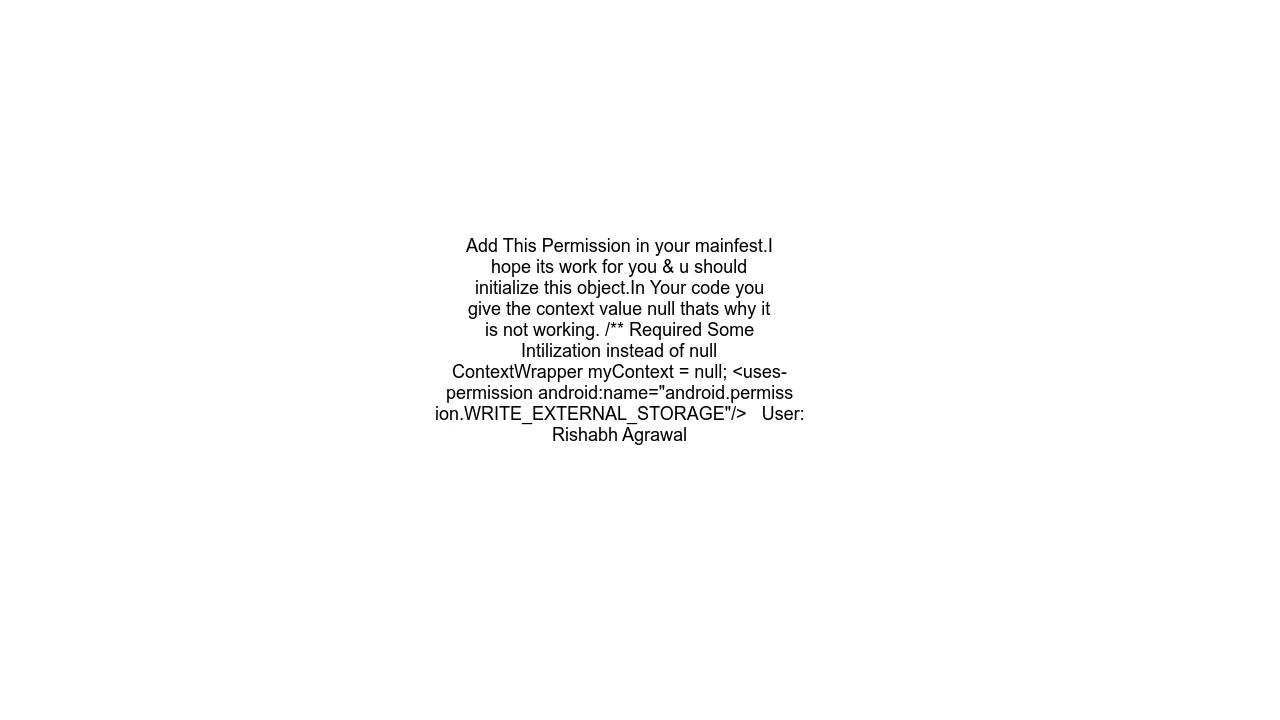 Add This Permission in your mainfest.I
hope its work for you & u should
initialize this object.In Your code you
give the context value null thats why it
is not working. /** Required Some
Intilization instead of null
ContextWrapper myContext = null; <uses-
permission android:name="android.permiss
ion.WRITE_EXTERNAL_STORAGE"/>   User:
Rishabh Agrawal